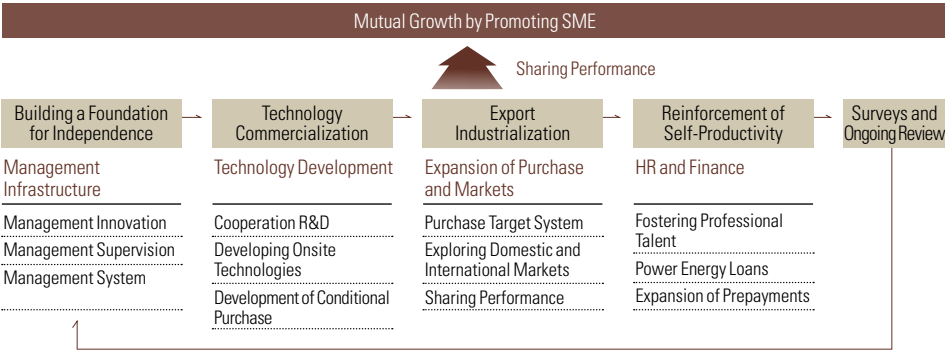 Mutual Growth by Promoting SME
Sharing Performance
Building a Foundation
for Independence
Technology
Commercialization
Export
Industrialization
Reinforcement of
Self-Productivity
Surveys and
Ongoing Review
Management
Infrastructure
Management Innovation
Management Supervision
Management System
Technology Development
Cooperation R&D
Developing Onsite
Technologies
Development of Conditional
Purchase
Expansion of Purchase
and Markets
Purchase Target System
Exploring Domestic and
International Markets
Sharing Performance
HR and Finance
Fostering Professional
Talent
Power Energy Loans
Expansion of Prepayments